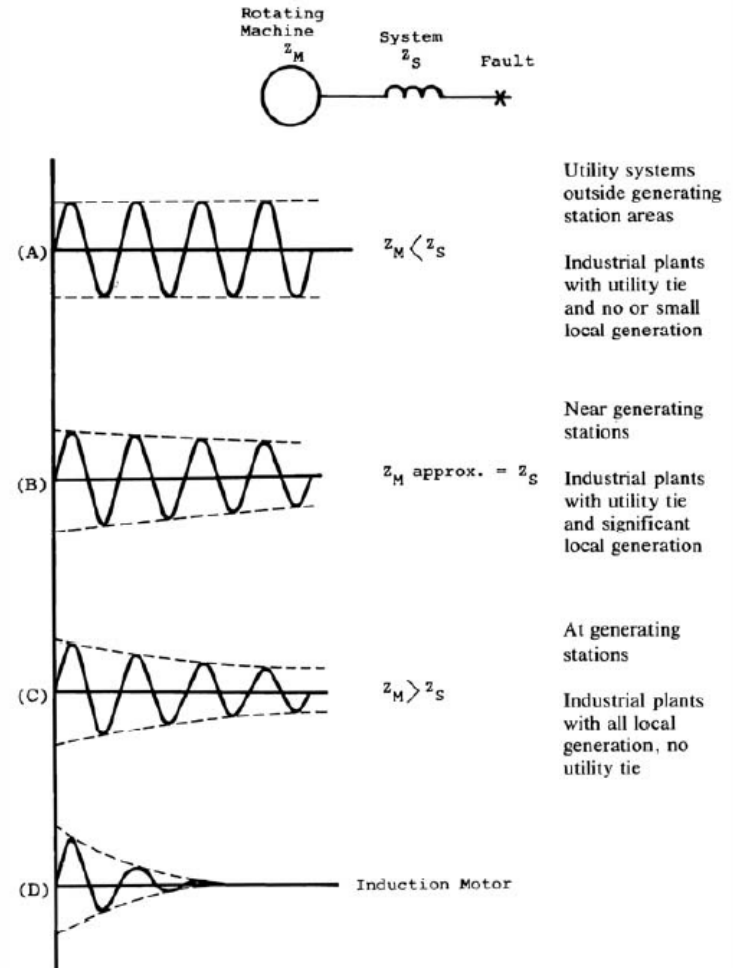 Rotating
Machine
Z_M
System
Z_S
Fault
(A)
Z_M < Z_S
Utility systems
outside generating
station areas
Industrial plants
with utility tie
and no or small
local generation
(B)
Z_M approx. = Z_S
Near generating
stations
Industrial plants
with utility tie
and significant
local generation
(C)
Z_M > Z_S
At generating
stations
Industrial plants
with all local
generation, no
utility tie
(D)
Induction Motor